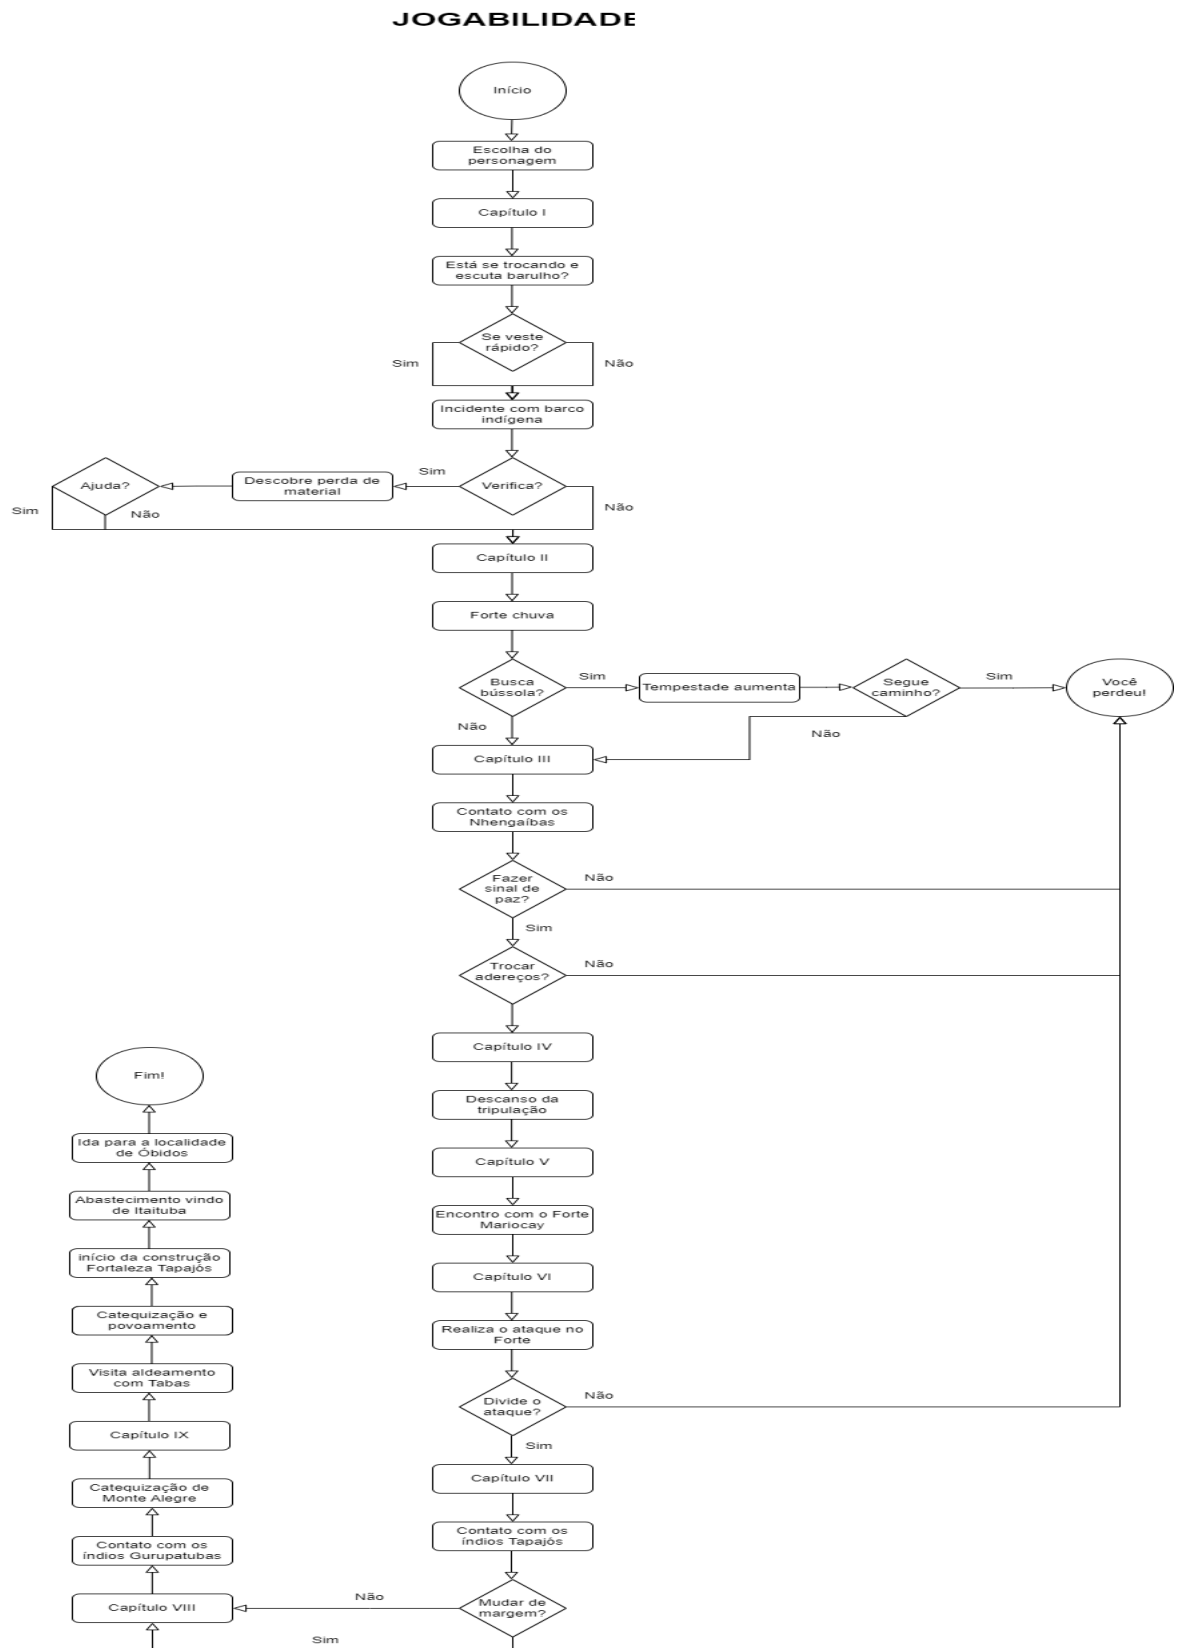 JOGABILIDADE
Início
Escolha do
personagem
Capítulo I
Está se trocando e
escuta barulho?
Se veste
rápido?
Sim
Não
Incidente com barco
indígena
Verifica?
Sim
Não
Descobre perda de
material
Ajuda?
Sim
Não
Capítulo II
Forte chuva
Busca
bússola?
Sim
Não
Tempestade aumenta
Segue
caminho?
Sim
Não
Você
perdeu!
Capítulo III
Contato com os
Nhengaíbas
Fazer
sinal de
paz?
Não
Sim
Trocar
adereços?
Não
Capítulo IV
Descanso da
tripulação
Capítulo V
Encontro com o Forte
Mariocay
Capítulo VI
Realiza o ataque no
Forte
Divide o
ataque?
Não
Sim
Capítulo VII
Contato com os
índios Tapajós
Mudar de
margem?
Não
Sim
Capítulo VIII
Contato com os
índios Gurupatubas
Catequização de
Monte Alegre
Capítulo IX
Visita aldeamento
com Tabas
Catequização e
povoamento
início da construção
Fortaleza Tapajós
Abastecimento vindo
de Itaituba
Ida para a localidade
de Óbidos
Fim!